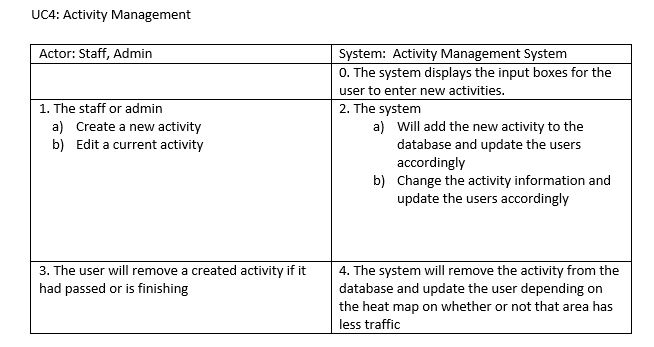 UC4: Activity Management
Actor: Staff, Admin
System:  Activity Management System
0. The system displays the input boxes for the
user to enter new activities.
1. The staff or admin
a) Create a new activity
b) Edit a current activity
2. The system
a) Will add the new activity to the
database and update the users
accordingly
b) Change the activity information and
update the users accordingly
3. The user will remove a created activity if it
had passed or is finishing
4. The system will remove the activity from the
database and update the user depending on
the heat map on whether or not that area has
less traffic